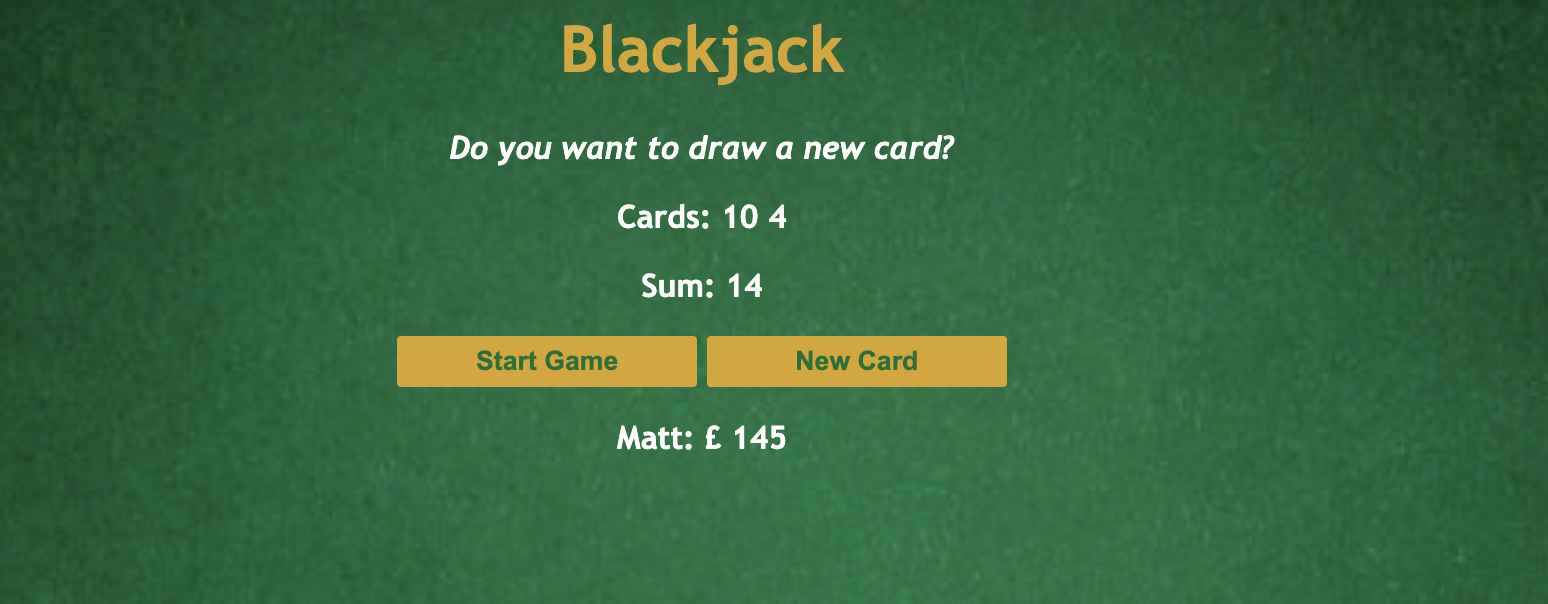 Blackjack
Do you want to draw a new card?
Cards: 10 4
Sum: 14
Start Game New Card
Matt: £ 145